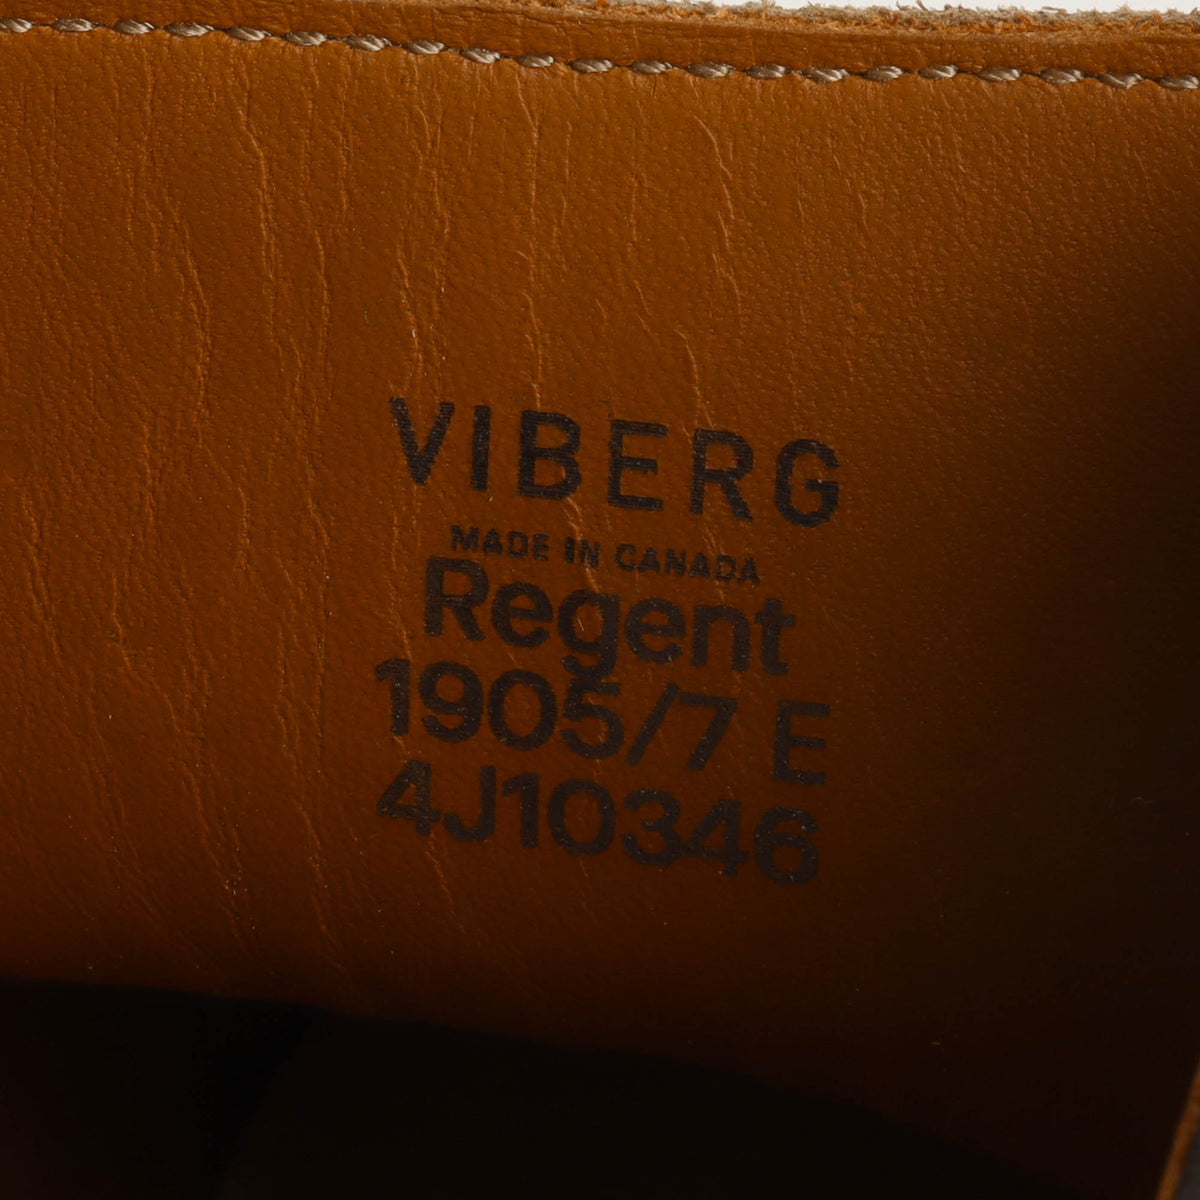 VIBERG
MADE IN CANADA
Regent
1905/7 E
4J10346